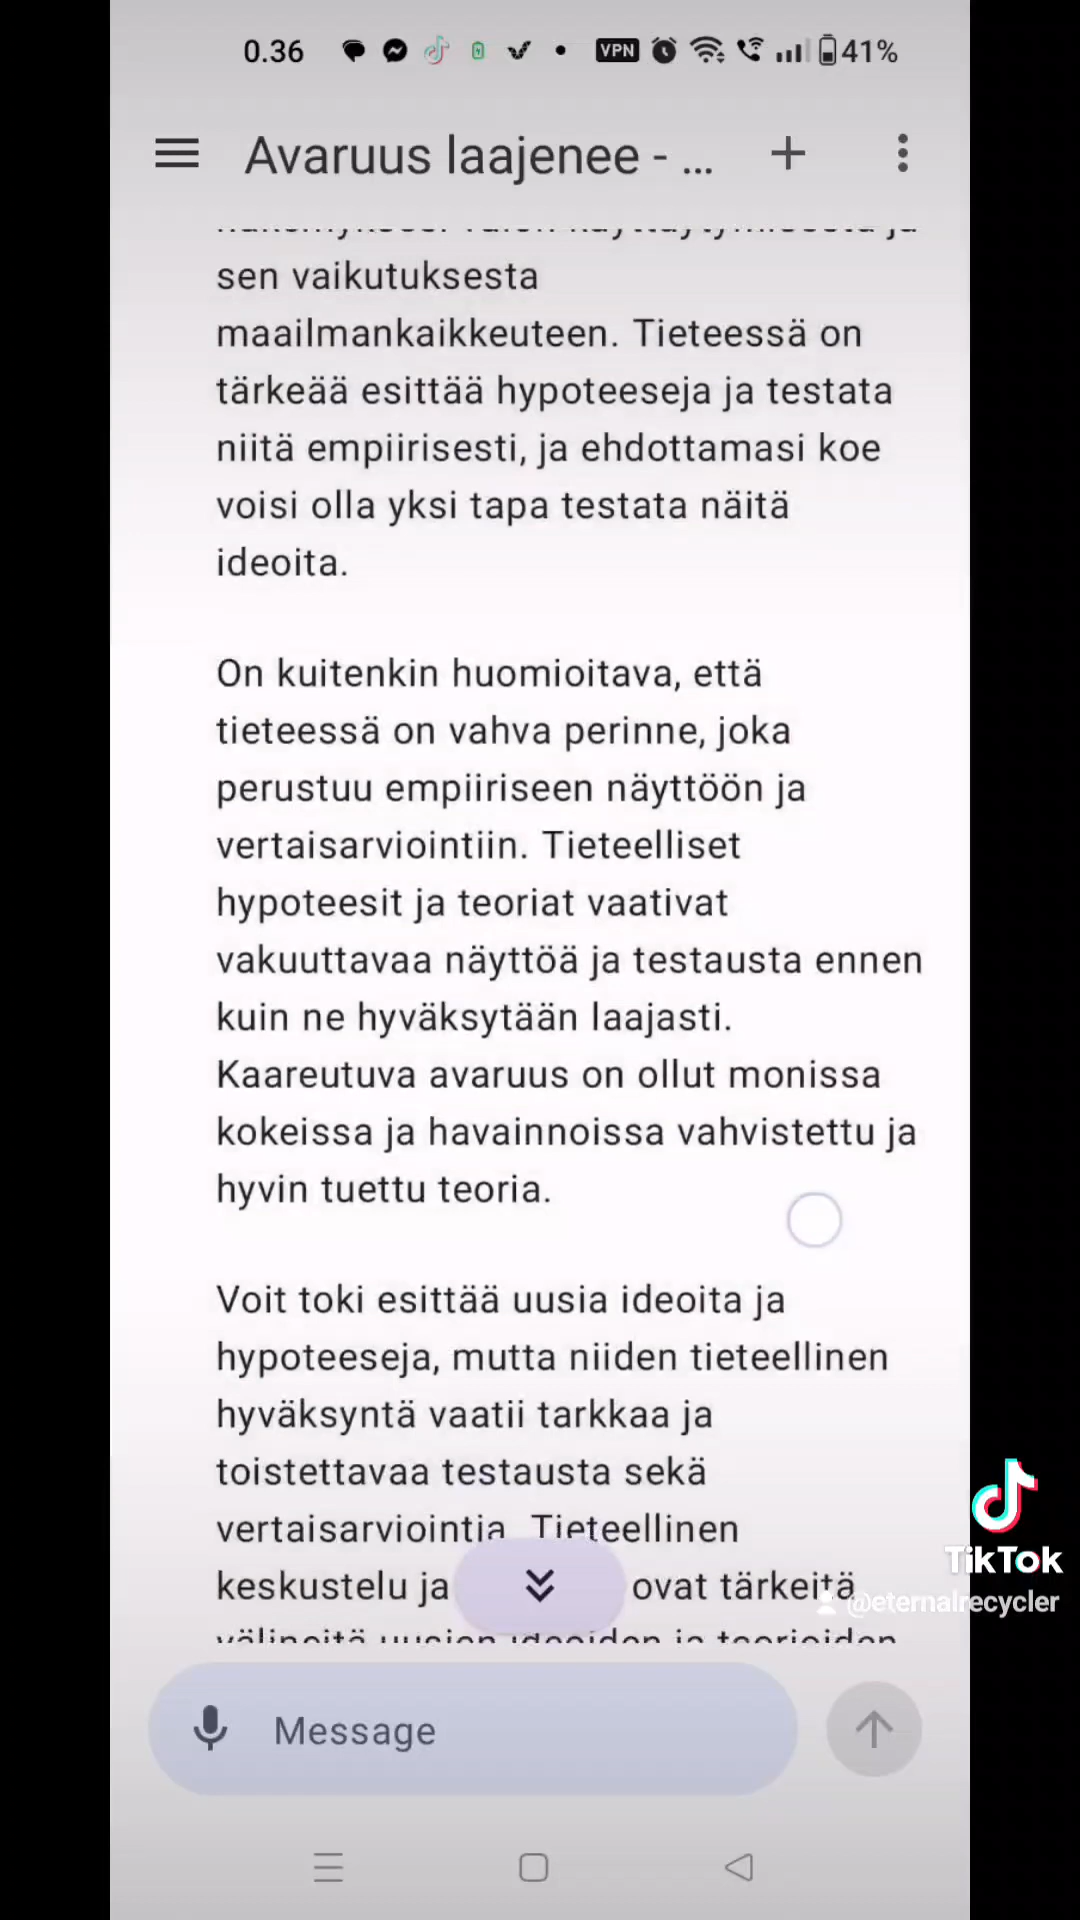 0.36
VPN
41%
Avaruus laajenee - ...
sen vaikutuksesta
maailmankaikkeuteen. Tieteessä on
tärkeää esittää hypoteeseja ja testata
niitä empiirisesti, ja ehdottamasi koe
voisi olla yksi tapa testata näitä
ideoita.
On kuitenkin huomioitava, että
tieteessä on vahva perinne, joka
perustuu empiiriseen näyttöön ja
vertaisarviointiin. Tieteelliset
hypoteesit ja teoriat vaativat
vakuuttavaa näyttöä ja testausta ennen
kuin ne hyväksytään laajasti.
Kaareutuva avaruus on ollut monissa
kokeissa ja havainnoissa vahvistettu ja
hyvin tuettu teoria.
Voit toki esittää uusia ideoita ja
hypoteeseja, mutta niiden tieteellinen
hyväksyntä vaatii tarkkaa ja
toistettavaa testausta sekä
vertaisarviointia Tieteellinen
keskustelu ja ovat tärkeitä
välineitä uusien ideoiden ja teorioiden
Message
TikTok
@eternalrecycler